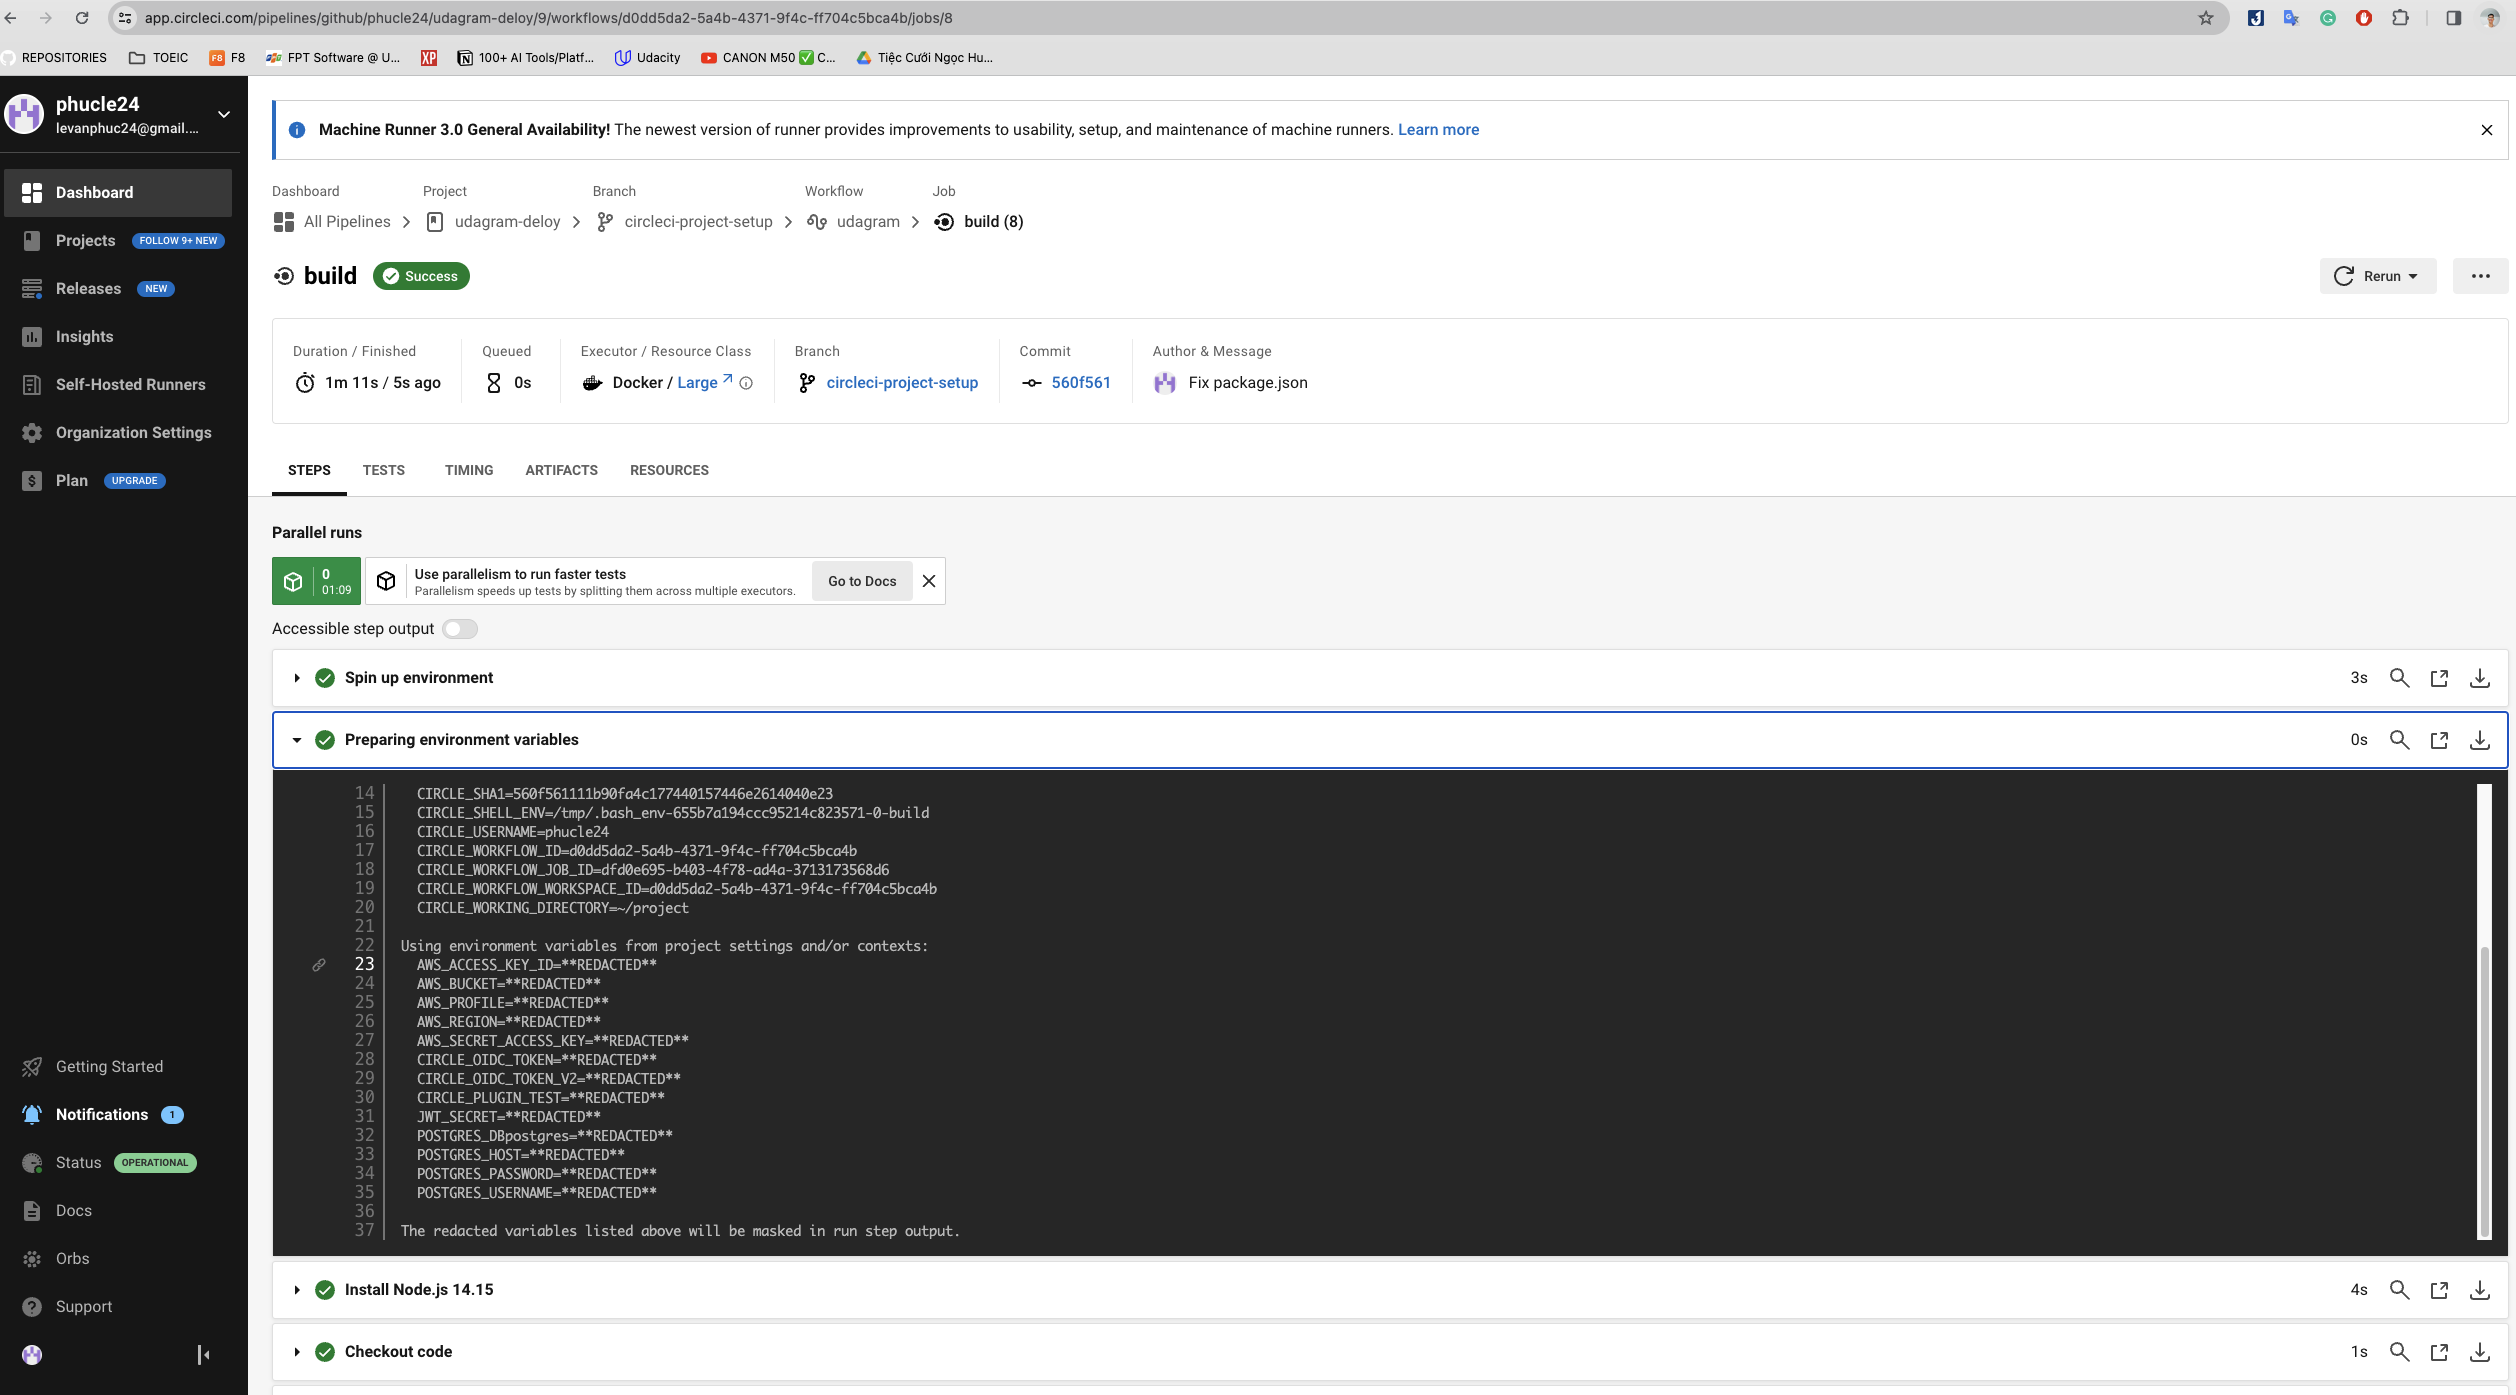 app.circleci.com/pipelines/github/phucle24/udagram-deloy/9/workflows/d0dd5da2-5a4b-4371-9f4c-ff704c5bca4b/jobs/8
REPOSITORIES TOEIC F8 F8 FPT Software @ U... XP 100+ AI Tools/Platf... Udacity CANON M50 ✅ C... Tiệc Cưới Ngọc Hu...
phucle24
levanphuc24@gmail....
Dashboard
Projects FOLLOW 9+ NEW
Releases NEW
Insights
Self-Hosted Runners
Organization Settings
Plan UPGRADE
Getting Started
Notifications 1
Status OPERATIONAL
Docs
Orbs
Support
Machine Runner 3.0 General Availability! The newest version of runner provides improvements to usability, setup, and maintenance of machine runners. Learn more
Dashboard Project Branch Workflow Job
All Pipelines udagram-deloy circleci-project-setup udagram build (8)
build Success Rerun
Duration / Finished Queued Executor / Resource Class Branch Commit Author & Message
1m 11s / 5s ago 0s Docker / Large circleci-project-setup 560f561 Fix package.json
STEPS TESTS TIMING ARTIFACTS RESOURCES
Parallel runs
0 01:09
Use parallelism to run faster tests
Parallelism speeds up tests by splitting them across multiple executors.
Go to Docs
Accessible step output
Spin up environment 3s
Preparing environment variables 0s
14 CIRCLE_SHA1=560f561111b90fa4c177440157446e2614040e23
15 CIRCLE_SHELL_ENV=/tmp/.bash_env-655b7a194ccc95214c823571-0-build
16 CIRCLE_USERNAME=phucle24
17 CIRCLE_WORKFLOW_ID=d0dd5da2-5a4b-4371-9f4c-ff704c5bca4b
18 CIRCLE_WORKFLOW_JOB_ID=dfd0e695-b403-4f78-ad4a-3713173568d6
19 CIRCLE_WORKFLOW_WORKSPACE_ID=d0dd5da2-5a4b-4371-9f4c-ff704c5bca4b
20 CIRCLE_WORKING_DIRECTORY=~/project
21
22 Using environment variables from project settings and/or contexts:
23 AWS_ACCESS_KEY_ID=**REDACTED**
24 AWS_BUCKET=**REDACTED**
25 AWS_PROFILE=**REDACTED**
26 AWS_REGION=**REDACTED**
27 AWS_SECRET_ACCESS_KEY=**REDACTED**
28 CIRCLE_OIDC_TOKEN=**REDACTED**
29 CIRCLE_OIDC_TOKEN_V2=**REDACTED**
30 CIRCLE_PLUGIN_TEST=**REDACTED**
31 JWT_SECRET=**REDACTED**
32 POSTGRES_DBpostgres=**REDACTED**
33 POSTGRES_HOST=**REDACTED**
34 POSTGRES_PASSWORD=**REDACTED**
35 POSTGRES_USERNAME=**REDACTED**
36
37 The redacted variables listed above will be masked in run step output.
Install Node.js 14.15 4s
Checkout code 1s